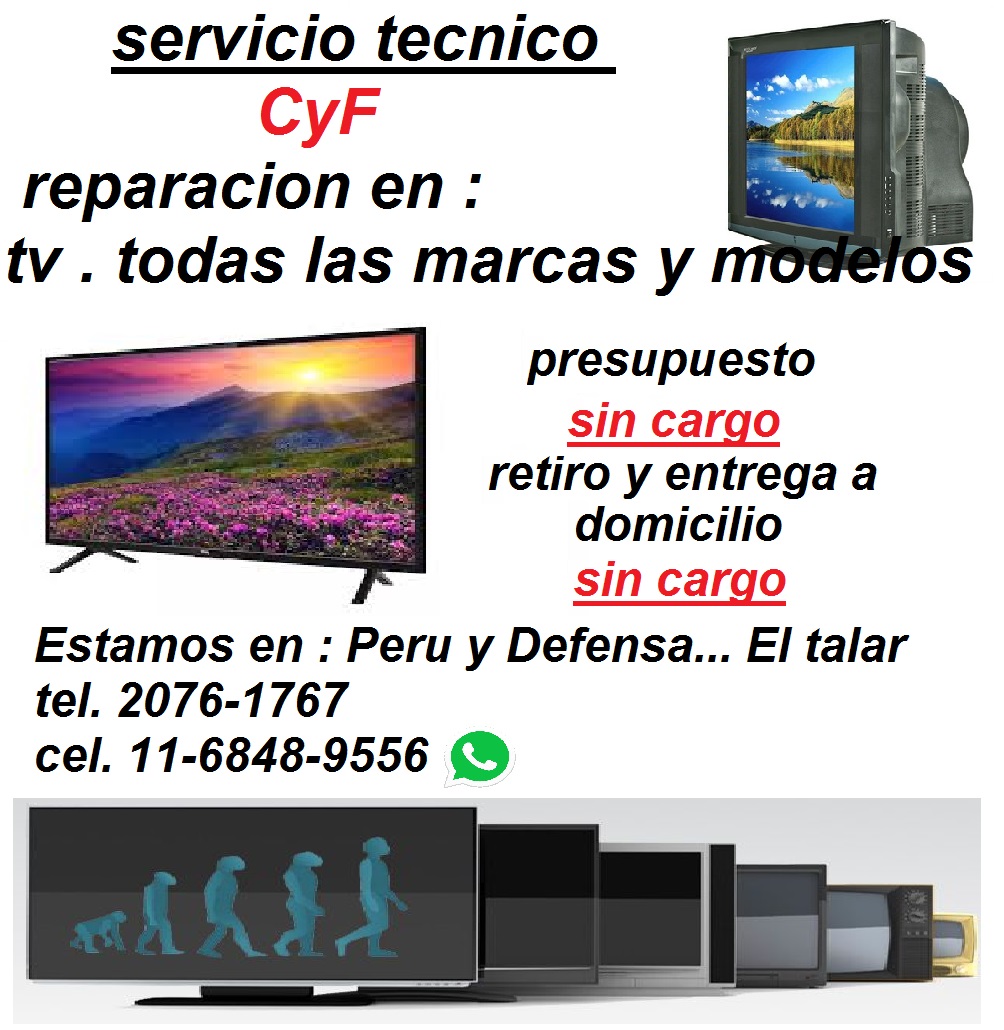 servicio tecnico
CyF
reparacion en :
tv . todas las marcas y modelos
presupuesto
sin cargo
retiro y entrega a
domicilio
sin cargo
Estamos en : Peru y Defensa... El talar
tel. 2076-1767
cel. 11-6848-9556